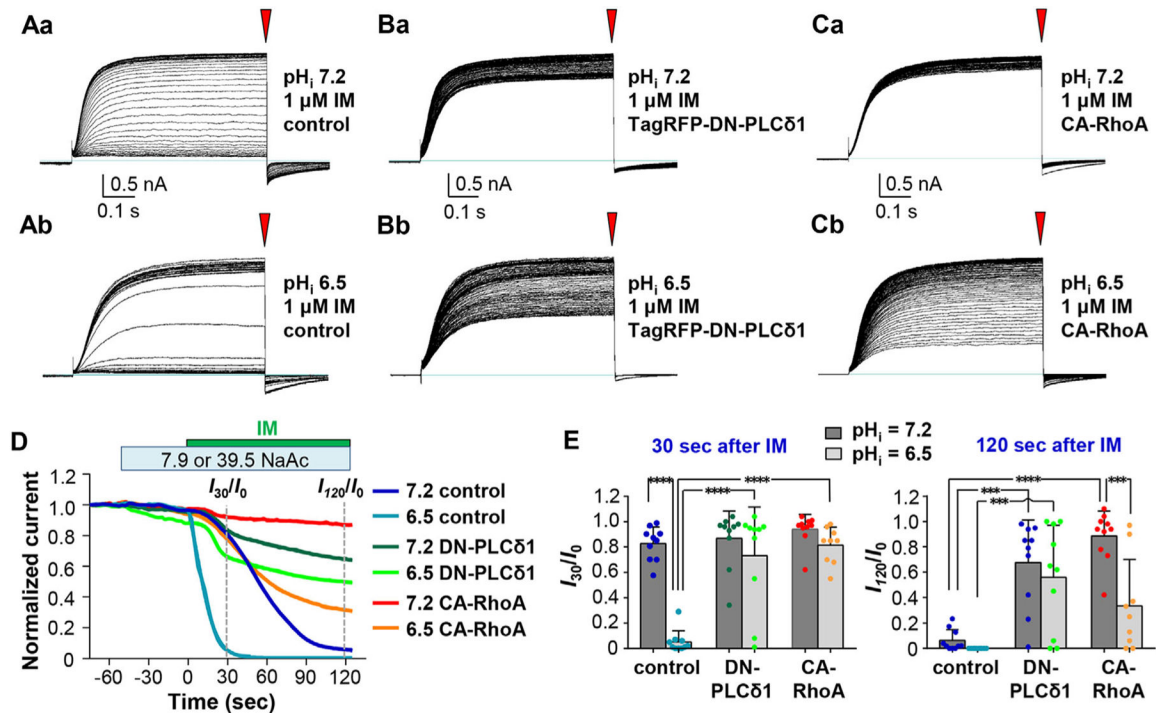 Aa
pHi 7.2
1 µM IM
control
0.5 nA
0.1 s
Ba
pHi 7.2
1 µM IM
TagRFP-DN-PLCδ1
0.5 nA
0.1 s
Ca
pHi 7.2
1 µM IM
CA-RhoA
0.5 nA
0.1 s
Ab
pHi 6.5
1 µM IM
control
Bb
pHi 6.5
1 µM IM
TagRFP-DN-PLCδ1
Cb
pHi 6.5
1 µM IM
CA-RhoA
D
IM
7.9 or 39.5 NaAc
I30/I0
I120/I0
Normalized current
1.2
1.0
0.8
0.6
0.4
0.2
0
-60
-30
0
30
60
90
120
Time (sec)
7.2 control
6.5 control
7.2 DN-PLCδ1
6.5 DN-PLCδ1
7.2 CA-RhoA
6.5 CA-RhoA
E
pHi = 7.2
pHi = 6.5
30 sec after IM
****
****
****
I30/I0
1.2
1.0
0.8
0.6
0.4
0.2
0
control
DN-
PLCδ1
CA-
RhoA
120 sec after IM
****
***
***
***
I120/I0
1.2
1.0
0.8
0.6
0.4
0.2
0
control
DN-
PLCδ1
CA-
RhoA